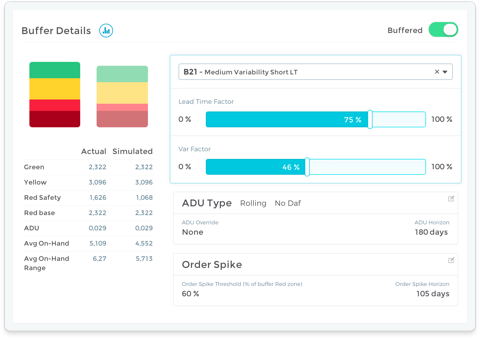 Buffer Details
Buffered
B21 - Medium Variability Short LT
Lead Time Factor
0 % 75 % 100 %
Var Factor
0 % 46 % 100 %
Actual Simulated
Green 2,322 2,322
Yellow 3,096 3,096
Red Safety 1,626 1,068
Red base 2,322 2,322
ADU 0,029 0,029
Avg On-Hand 5,109 4,552
Avg On-Hand Range 6,27 5,713
ADU Type Rolling No Daf
ADU Override ADU Horizon
None 180 days
Order Spike
Order Spike Threshold (% of buffer Red zone) Order Spike Horizon
60 % 105 days